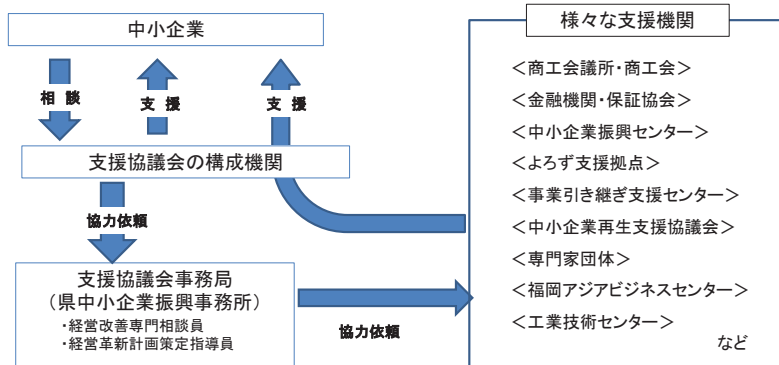 中小企業
様々な支援機関
相 談
支 援
支 援
支援協議会の構成機関
協力依頼
支援協議会事務局
（県中小企業振興事務所）
・経営改善専門相談員
・経営革新計画策定指導員
協力依頼
＜商工会議所・商工会＞
＜金融機関・保証協会＞
＜中小企業振興センター＞
＜よろず支援拠点＞
＜事業引き継ぎ支援センター＞
＜中小企業再生支援協議会＞
＜専門家団体＞
＜福岡アジアビジネスセンター＞
＜工業技術センター＞
など